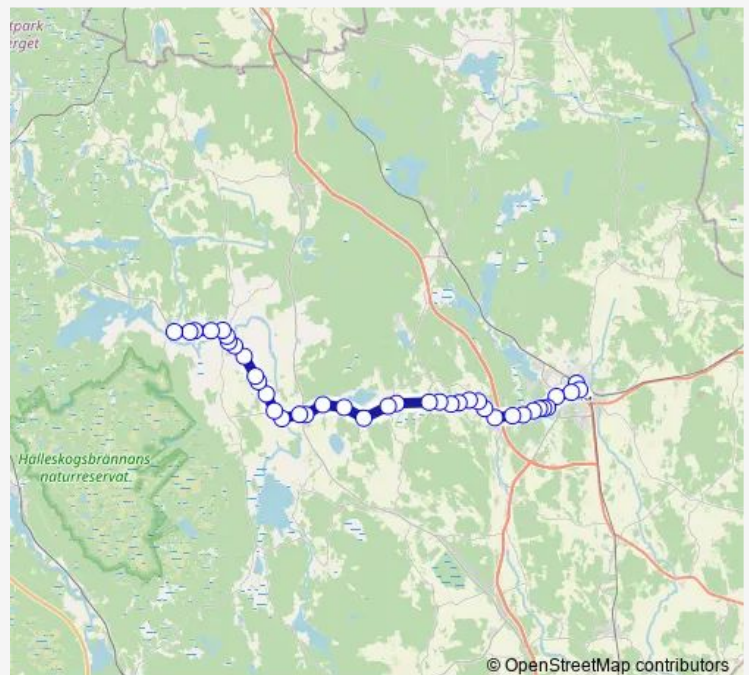 tpark
erget
Hälleskogsbrännans
naturreservat
© OpenStreetMap contributors